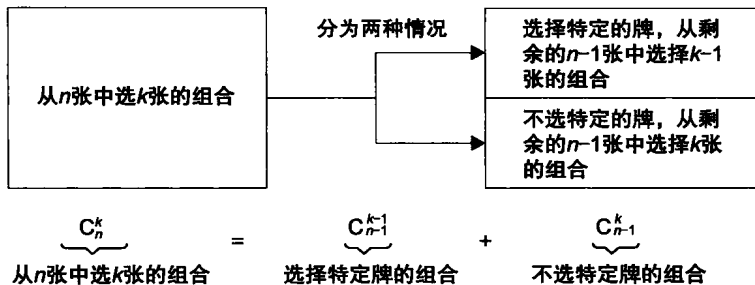 分为两种情况
从n张中选k张的组合
选择特定的牌，从剩
余的n-1张中选择k-1
张的组合
不选特定的牌，从剩
余的n-1张中选择k张
的组合
C_n^k = C_{n-1}^{k-1} + C_{n-1}^k
从n张中选k张的组合 选择特定牌的组合 不选特定牌的组合